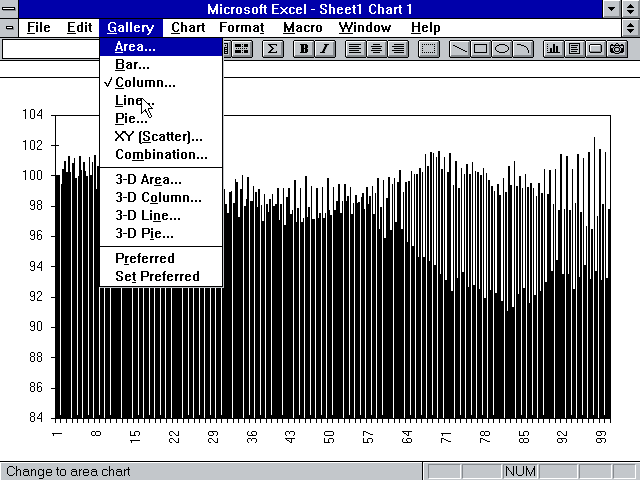 Microsoft Excel - Sheet1 Chart 1
File Edit Gallery Chart Format Macro Window Help
Σ B I
Area...
Bar...
✓Column...
Line...
Pie...
XY (Scatter)...
Combination...
3-D Area...
3-D Column...
3-D Line...
3-D Pie...
Preferred
Set Preferred
104
102
100
98
96
94
92
90
88
86
84
1 8 15 22 29 36 43 50 57 64 71 78 85 92 99
Change to area chart NUM